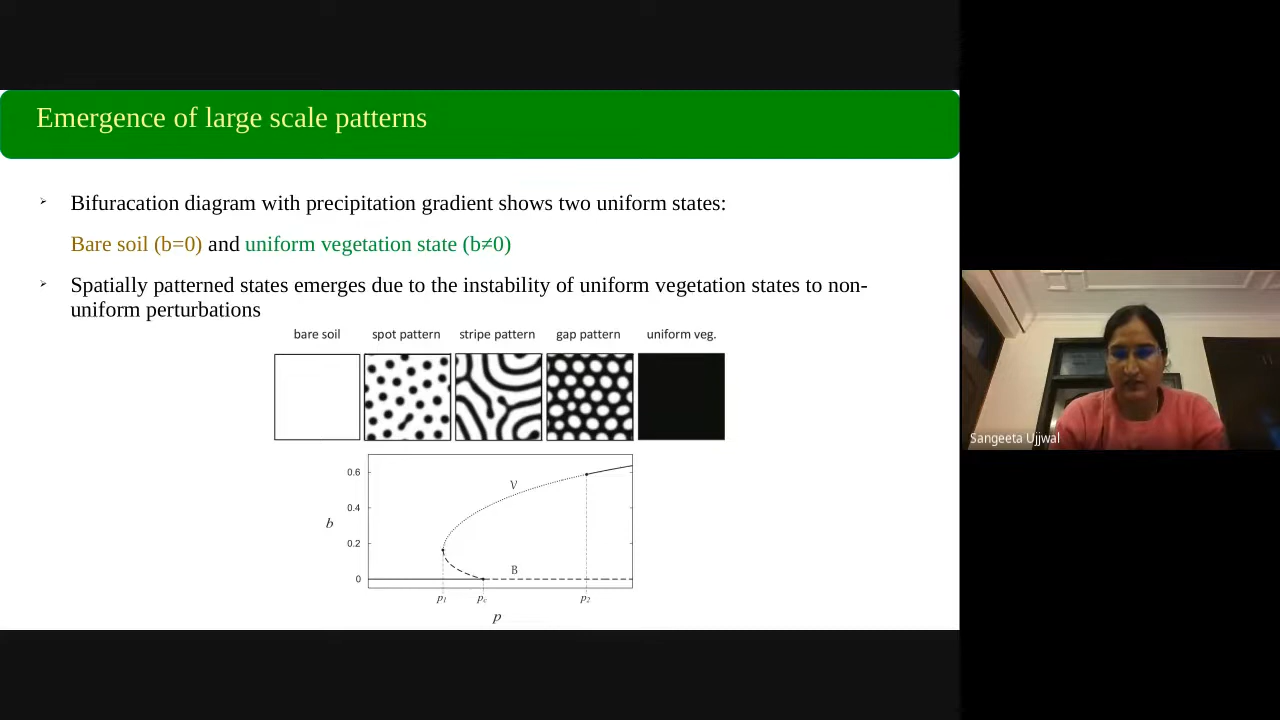 Emergence of large scale patterns
➢ Bifuracation diagram with precipitation gradient shows two uniform states:
Bare soil (b=0) and uniform vegetation state (b≠0)
➢ Spatially patterned states emerges due to the instability of uniform vegetation states to non-
uniform perturbations
bare soil spot pattern stripe pattern gap pattern uniform veg.
0.6
V
0.4
b
0.2
B
0
p₁ p꜀ p₂
p
Sangeeta Ujjwal